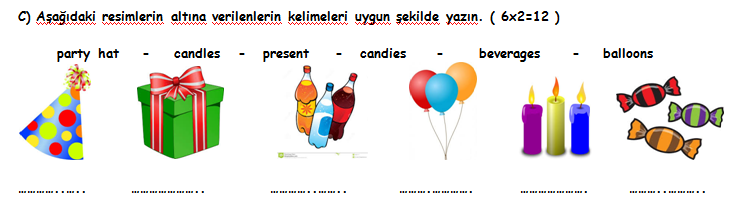 C) Aşağıdaki resimlerin altına verilenlerin kelimeleri uygun şekilde yazın. ( 6x2=12 )
party hat - candles - present - candies - beverages - balloons
…………..….. ………………….. …………..…….. ……….…………. …………………. ………..………..